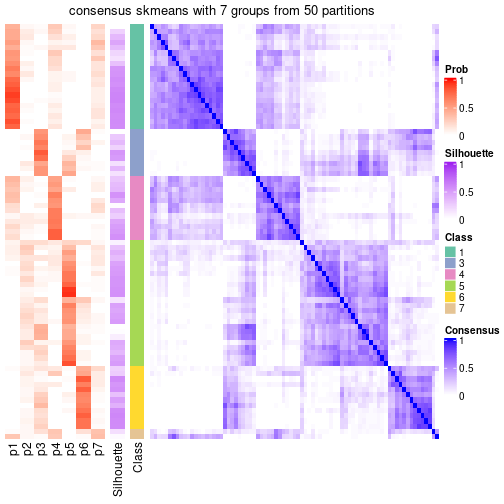 consensus skmeans with 7 groups from 50 partitions
Prob
1
0.5
0
Silhouette
1
0.5
0
Class
1
3
4
5
6
7
Consensus
1
0.5
0
p1
p2
p3
p4
p5
p6
p7
Silhouette
Class